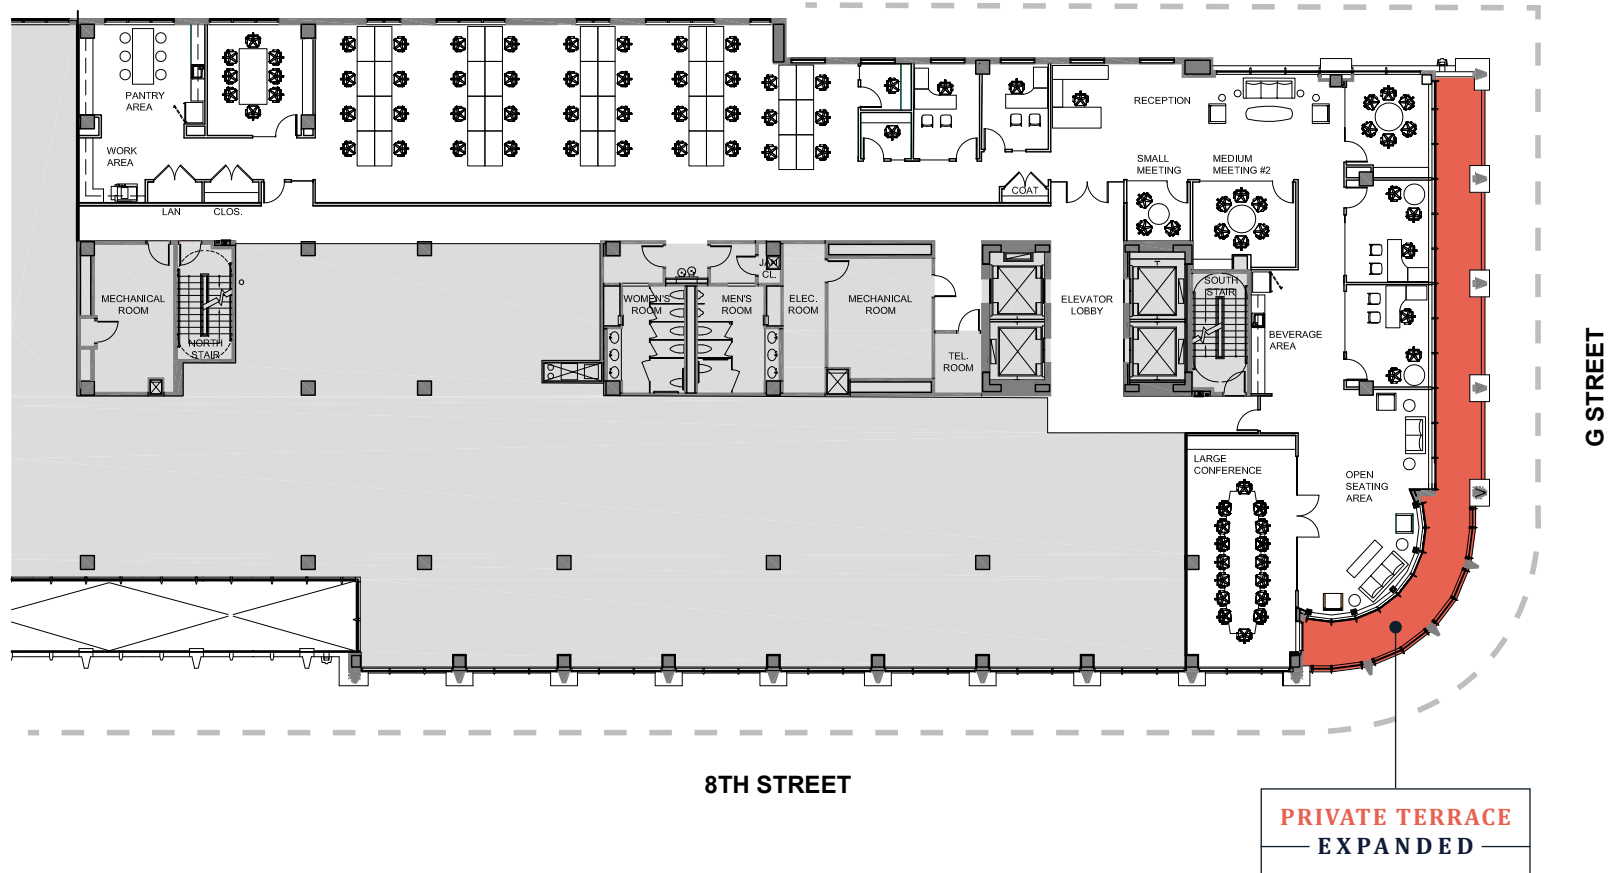 PANTRY
AREA
WORK
AREA
LAN
CLOS.
RECEPTION
SMALL
MEETING
MEDIUM
MEETING #2
COAT
MECHANICAL
ROOM
NORTH
STAIR
WOMEN'S
ROOM
MEN'S
ROOM
JAN
CL.
ELEC.
ROOM
MECHANICAL
ROOM
TEL.
ROOM
ELEVATOR
LOBBY
SOUTH
STAIR
BEVERAGE
AREA
LARGE
CONFERENCE
OPEN
SEATING
AREA
G STREET
8TH STREET
PRIVATE TERRACE
EXPANDED